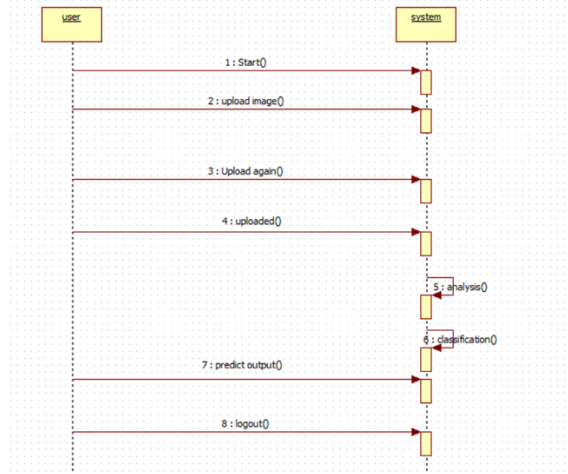 user
system
1 : Start()
2 : upload image()
3 : Upload again()
4 : uploaded()
5 : analysis()
6 : classification()
7 : predict output()
8 : logout()